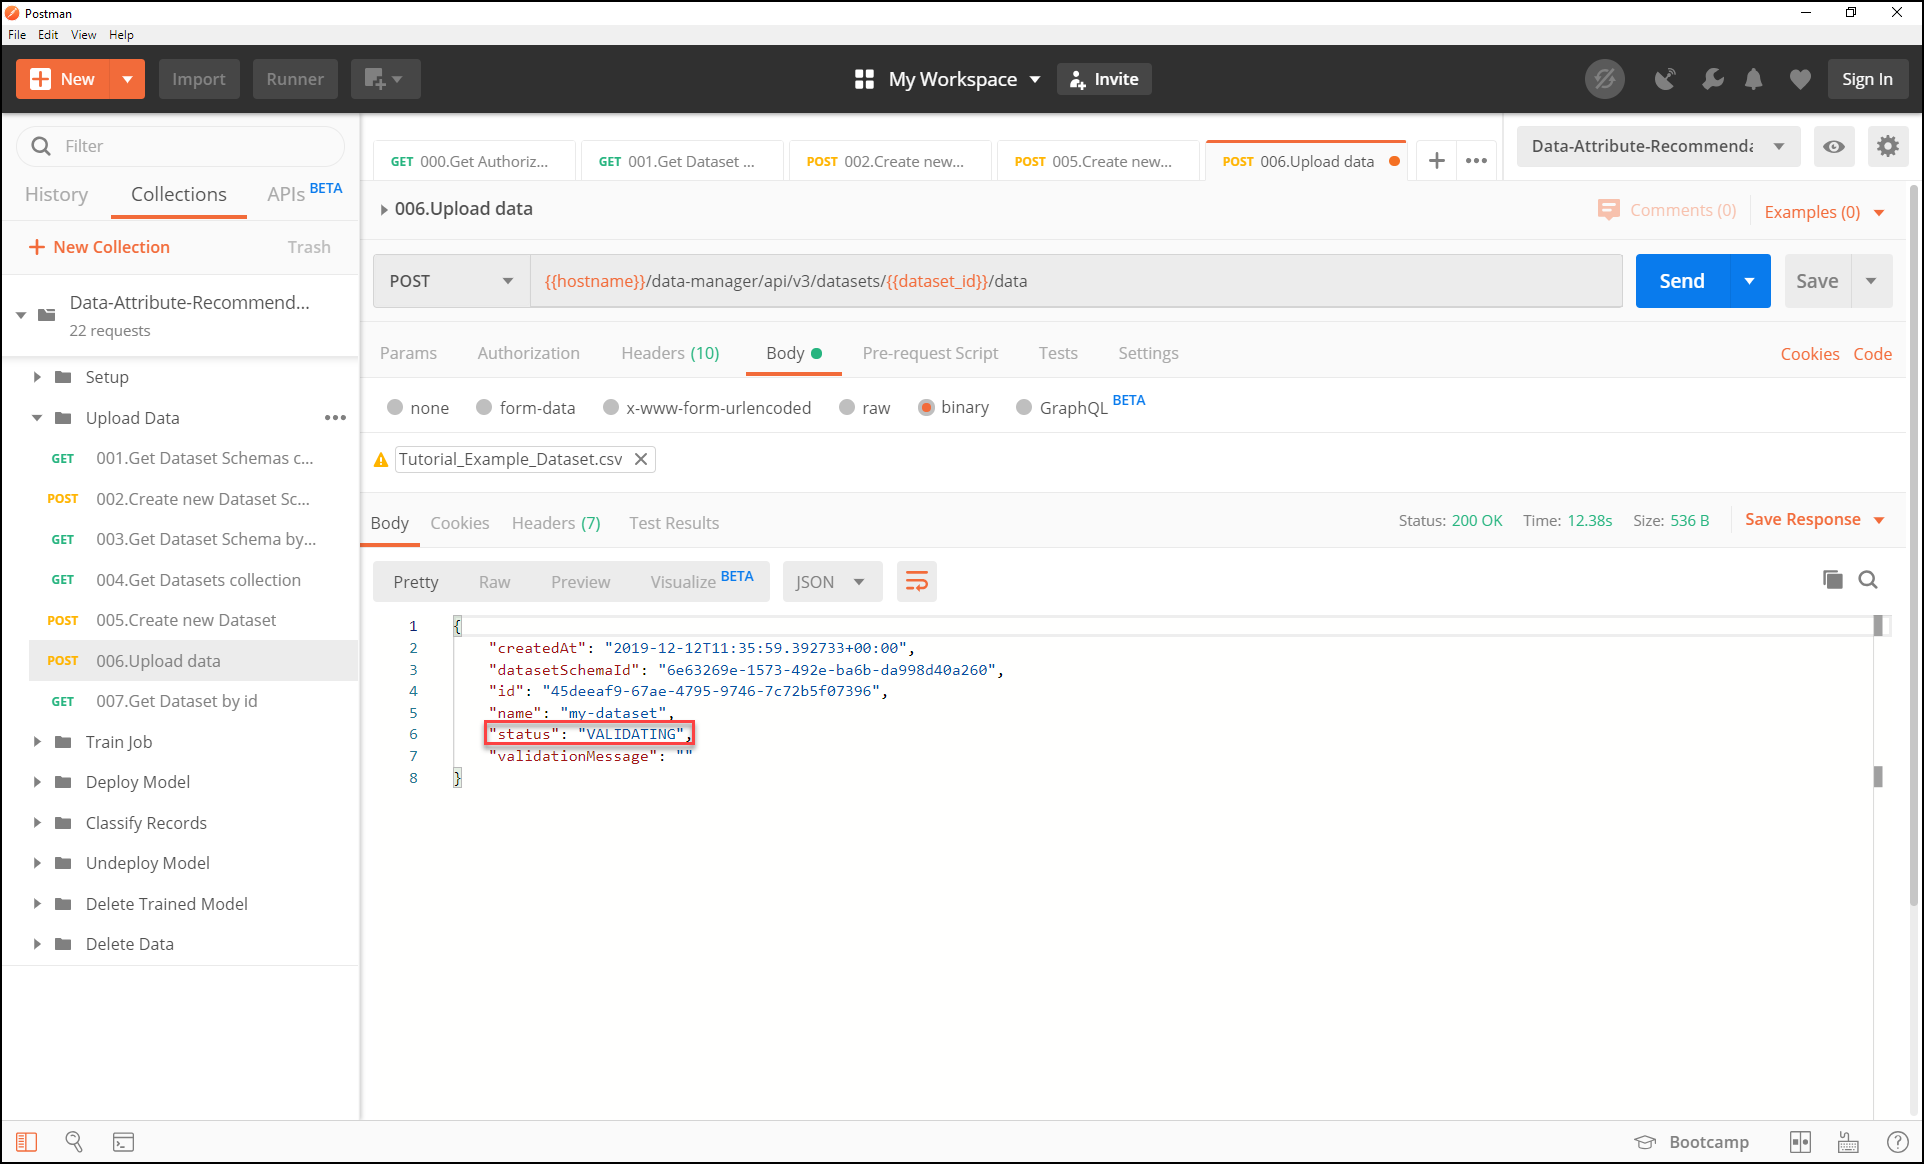 Postman
File Edit View Help
New Import Runner My Workspace Invite Sign In
Filter
History Collections APIs BETA
New Collection Trash
Data-Attribute-Recommend...
22 requests
Setup
Upload Data
GET 001.Get Dataset Schemas c...
POST 002.Create new Dataset Sc...
GET 003.Get Dataset Schema by...
GET 004.Get Datasets collection
POST 005.Create new Dataset
POST 006.Upload data
GET 007.Get Dataset by id
Train Job
Deploy Model
Classify Records
Undeploy Model
Delete Trained Model
Delete Data
GET 000.Get Authoriz... GET 001.Get Dataset ... POST 002.Create new... POST 005.Create new... POST 006.Upload data Data-Attribute-Recommenda
006.Upload data Comments (0) Examples (0)
POST {{hostname}}/data-manager/api/v3/datasets/{{dataset_id}}/data Send Save
Params Authorization Headers (10) Body Pre-request Script Tests Settings Cookies Code
none form-data x-www-form-urlencoded raw binary GraphQL BETA
Tutorial_Example_Dataset.csv
Body Cookies Headers (7) Test Results Status: 200 OK Time: 12.38s Size: 536 B Save Response
Pretty Raw Preview Visualize BETA JSON
1 {
2 "createdAt": "2019-12-12T11:35:59.392733+00:00",
3 "datasetSchemaId": "6e63269e-1573-492e-ba6b-da998d40a260",
4 "id": "45deeaf9-67ae-4795-9746-7c72b5f07396",
5 "name": "my-dataset",
6 "status": "VALIDATING",
7 "validationMessage": ""
8 }
Bootcamp